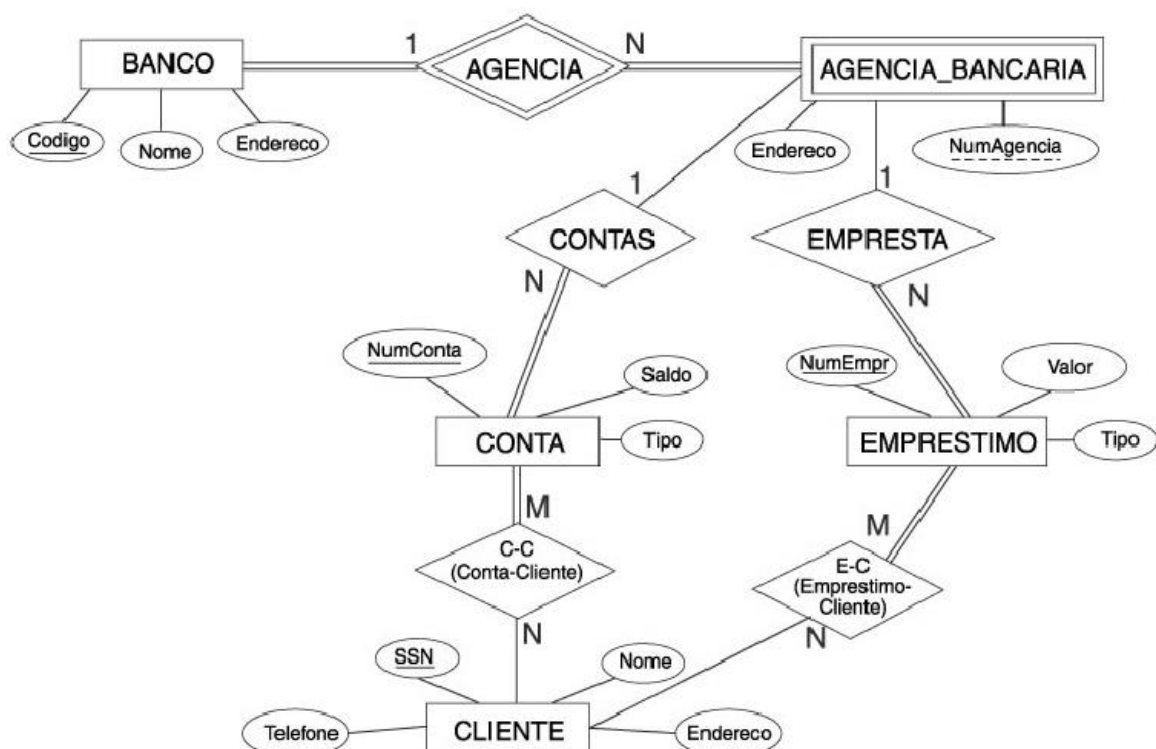 1
N
BANCO
AGENCIA
AGENCIA_BANCARIA
Codigo
Nome
Endereco
Endereco
NumAgencia
1
1
CONTAS
EMPRESTA
N
N
NumConta
Saldo
NumEmpr
Valor
CONTA
Tipo
EMPRESTIMO
Tipo
M
M
C-C
(Conta-Cliente)
E-C
(Emprestimo-
Cliente)
N
N
SSN
Nome
Telefone
CLIENTE
Endereco